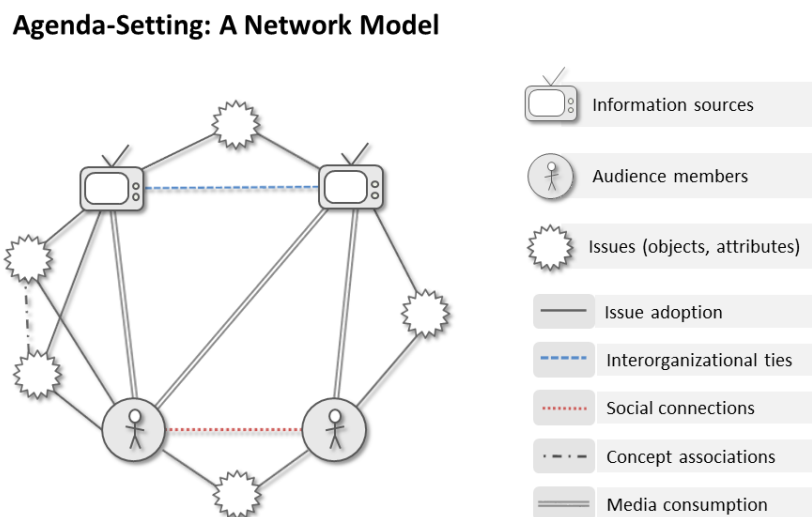 Agenda-Setting: A Network Model
Information sources
Audience members
Issues (objects, attributes)
Issue adoption
Interorganizational ties
Social connections
Concept associations
Media consumption